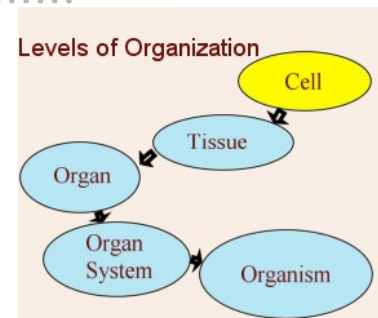 Levels of Organization
Cell
Tissue
Organ
Organ
System
Organism